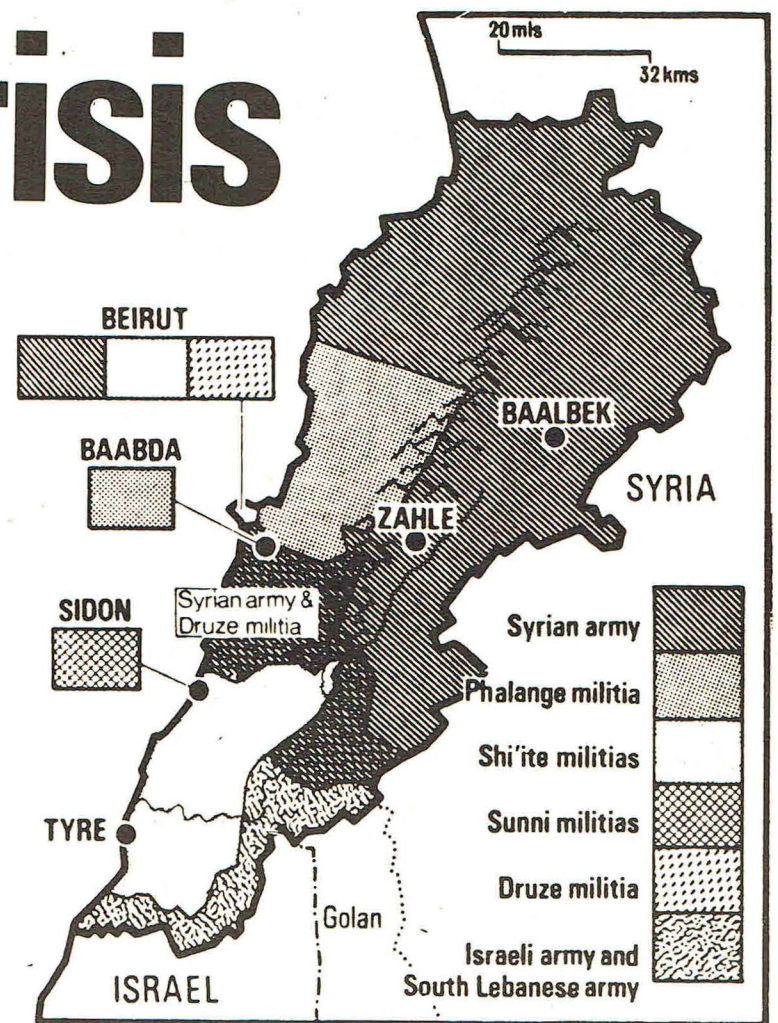 risis
20 mls
32 kms
BEIRUT
BAALBEK
BAABDA
SYRIA
ZAHLE
Syrian army &
Druze militia
SIDON
Syrian army
Phalange militia
Shi'ite militias
Sunni militias
TYRE
Druze militia
Golan
Israeli army and
South Lebanese army
ISRAEL